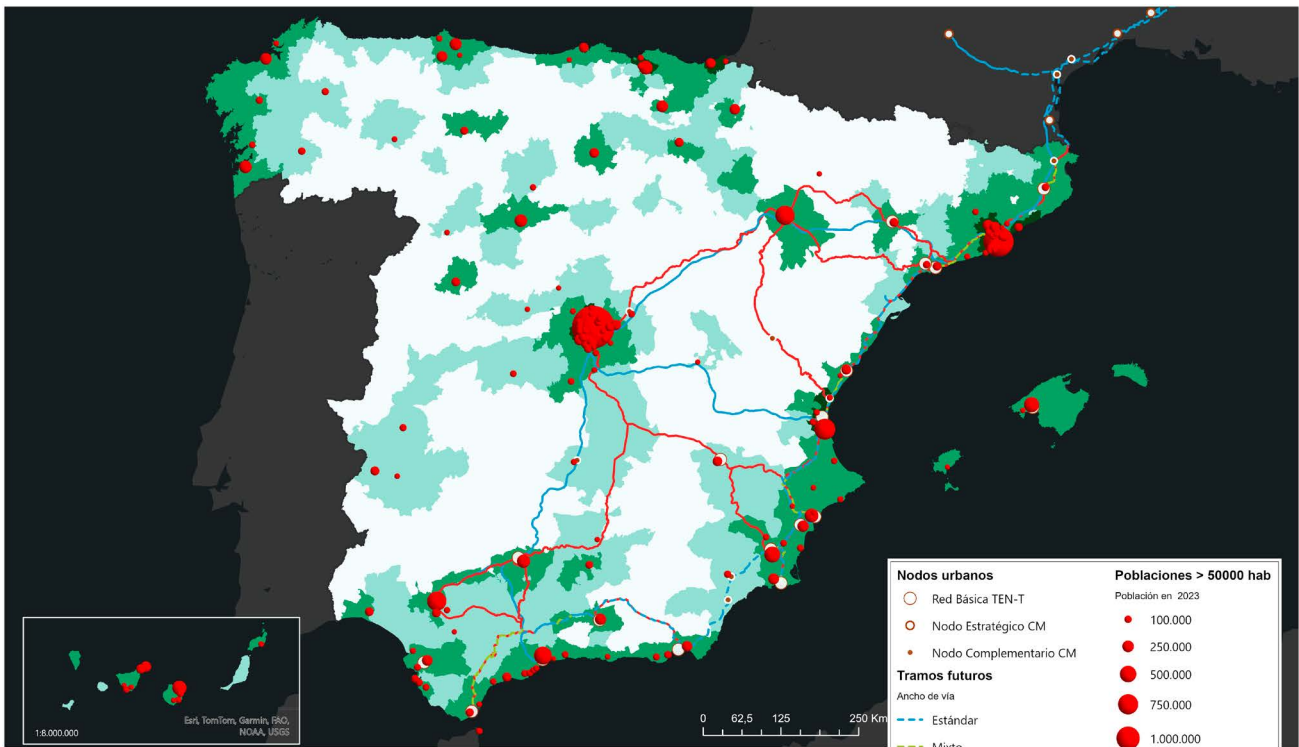 Esri, TomTom, Garmin, FAO,
NOAA, USGS
1:8.000.000
0 62,5 125 250 Km
Nodos urbanos
Red Básica TEN-T
Nodo Estratégico CM
Nodo Complementario CM
Tramos futuros
Ancho de vía
Estándar
Mixto
Poblaciones > 50000 hab
Población en 2023
100.000
250.000
500.000
750.000
1.000.000